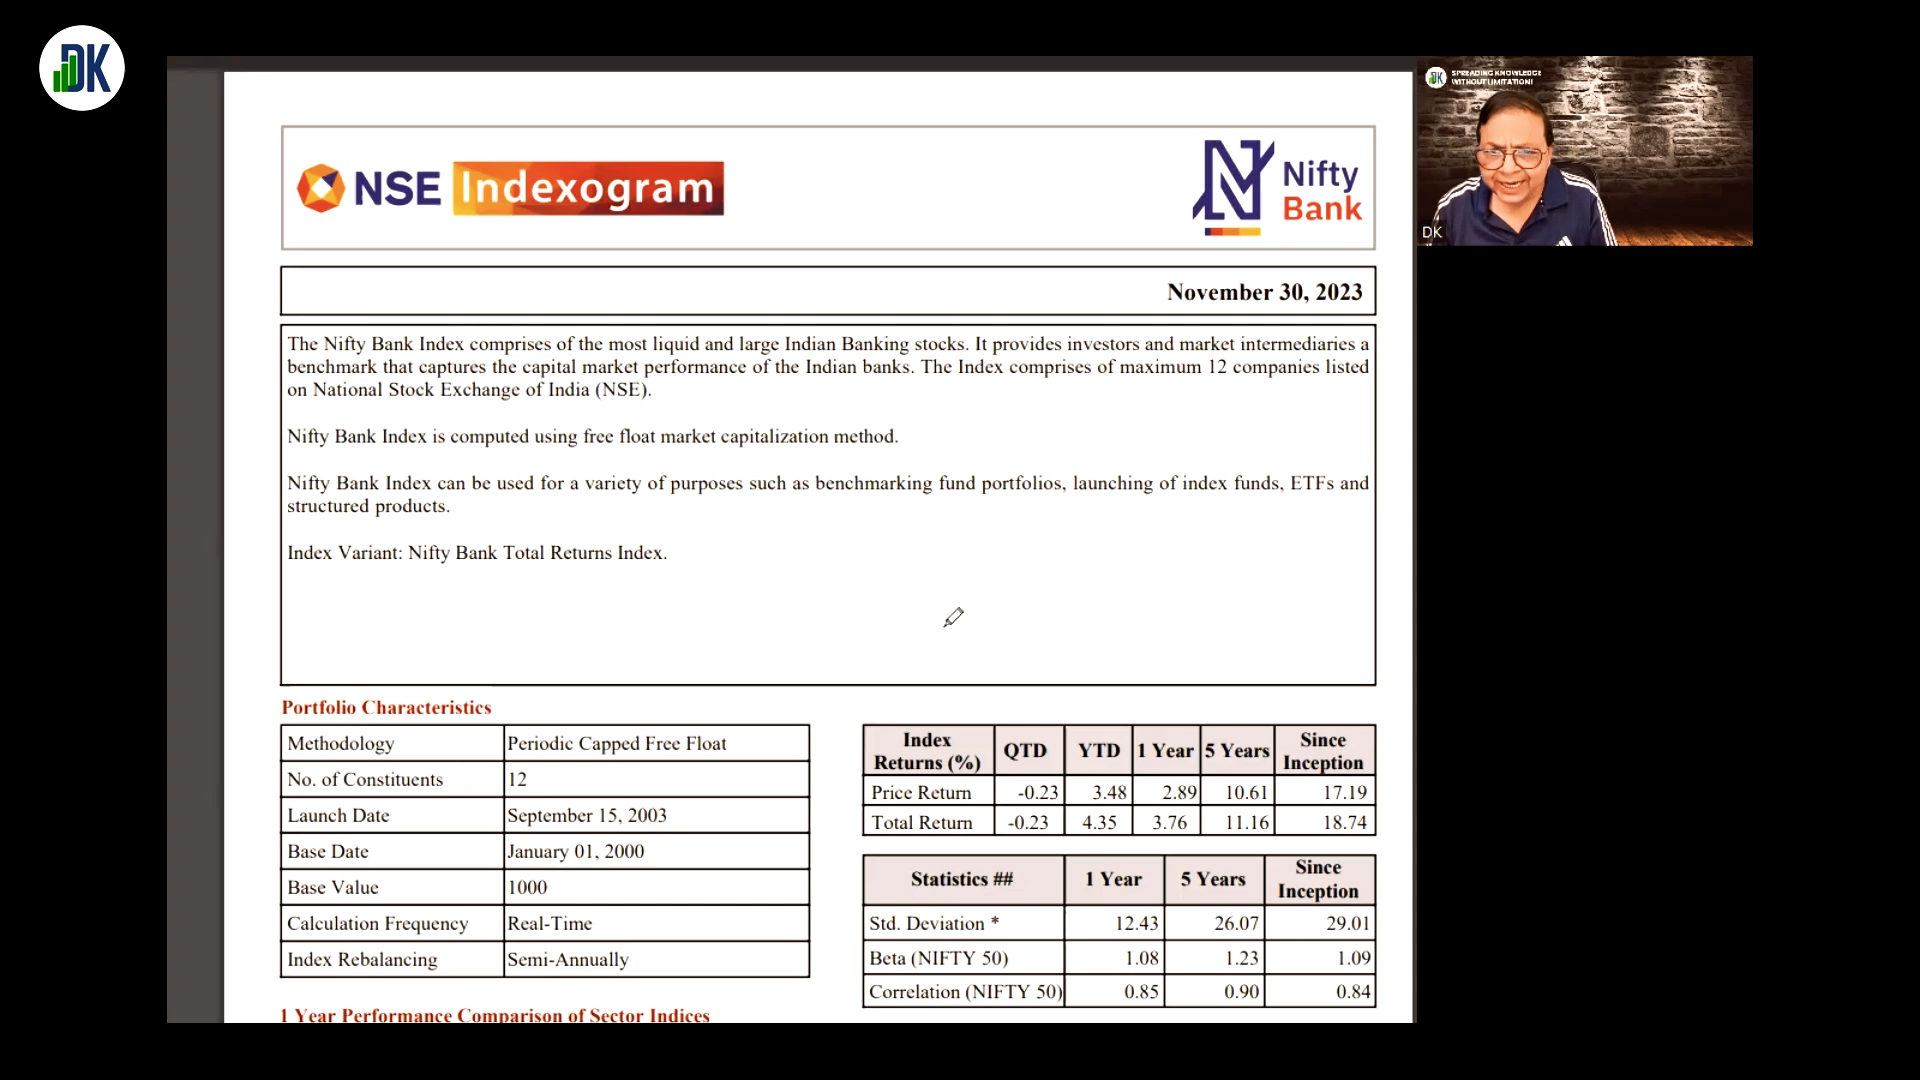 DK
NSE Indexogram
Nifty
Bank
November 30, 2023
The Nifty Bank Index comprises of the most liquid and large Indian Banking stocks. It provides investors and market intermediaries a
benchmark that captures the capital market performance of the Indian banks. The Index comprises of maximum 12 companies listed
on National Stock Exchange of India (NSE).
Nifty Bank Index is computed using free float market capitalization method.
Nifty Bank Index can be used for a variety of purposes such as benchmarking fund portfolios, launching of index funds, ETFs and
structured products.
Index Variant: Nifty Bank Total Returns Index.
Portfolio Characteristics
Methodology Periodic Capped Free Float
No. of Constituents 12
Launch Date September 15, 2003
Base Date January 01, 2000
Base Value 1000
Calculation Frequency Real-Time
Index Rebalancing Semi-Annually
1 Year Performance Comparison of Sector Indices
Index Returns (%) QTD YTD 1 Year 5 Years Since Inception
Price Return -0.23 3.48 2.89 10.61 17.19
Total Return -0.23 4.35 3.76 11.16 18.74
Statistics ## 1 Year 5 Years Since Inception
Std. Deviation * 12.43 26.07 29.01
Beta (NIFTY 50) 1.08 1.23 1.09
Correlation (NIFTY 50) 0.85 0.90 0.84
DK
SPREADING KNOWLEDGE
WITHOUT LIMITATION!
DK